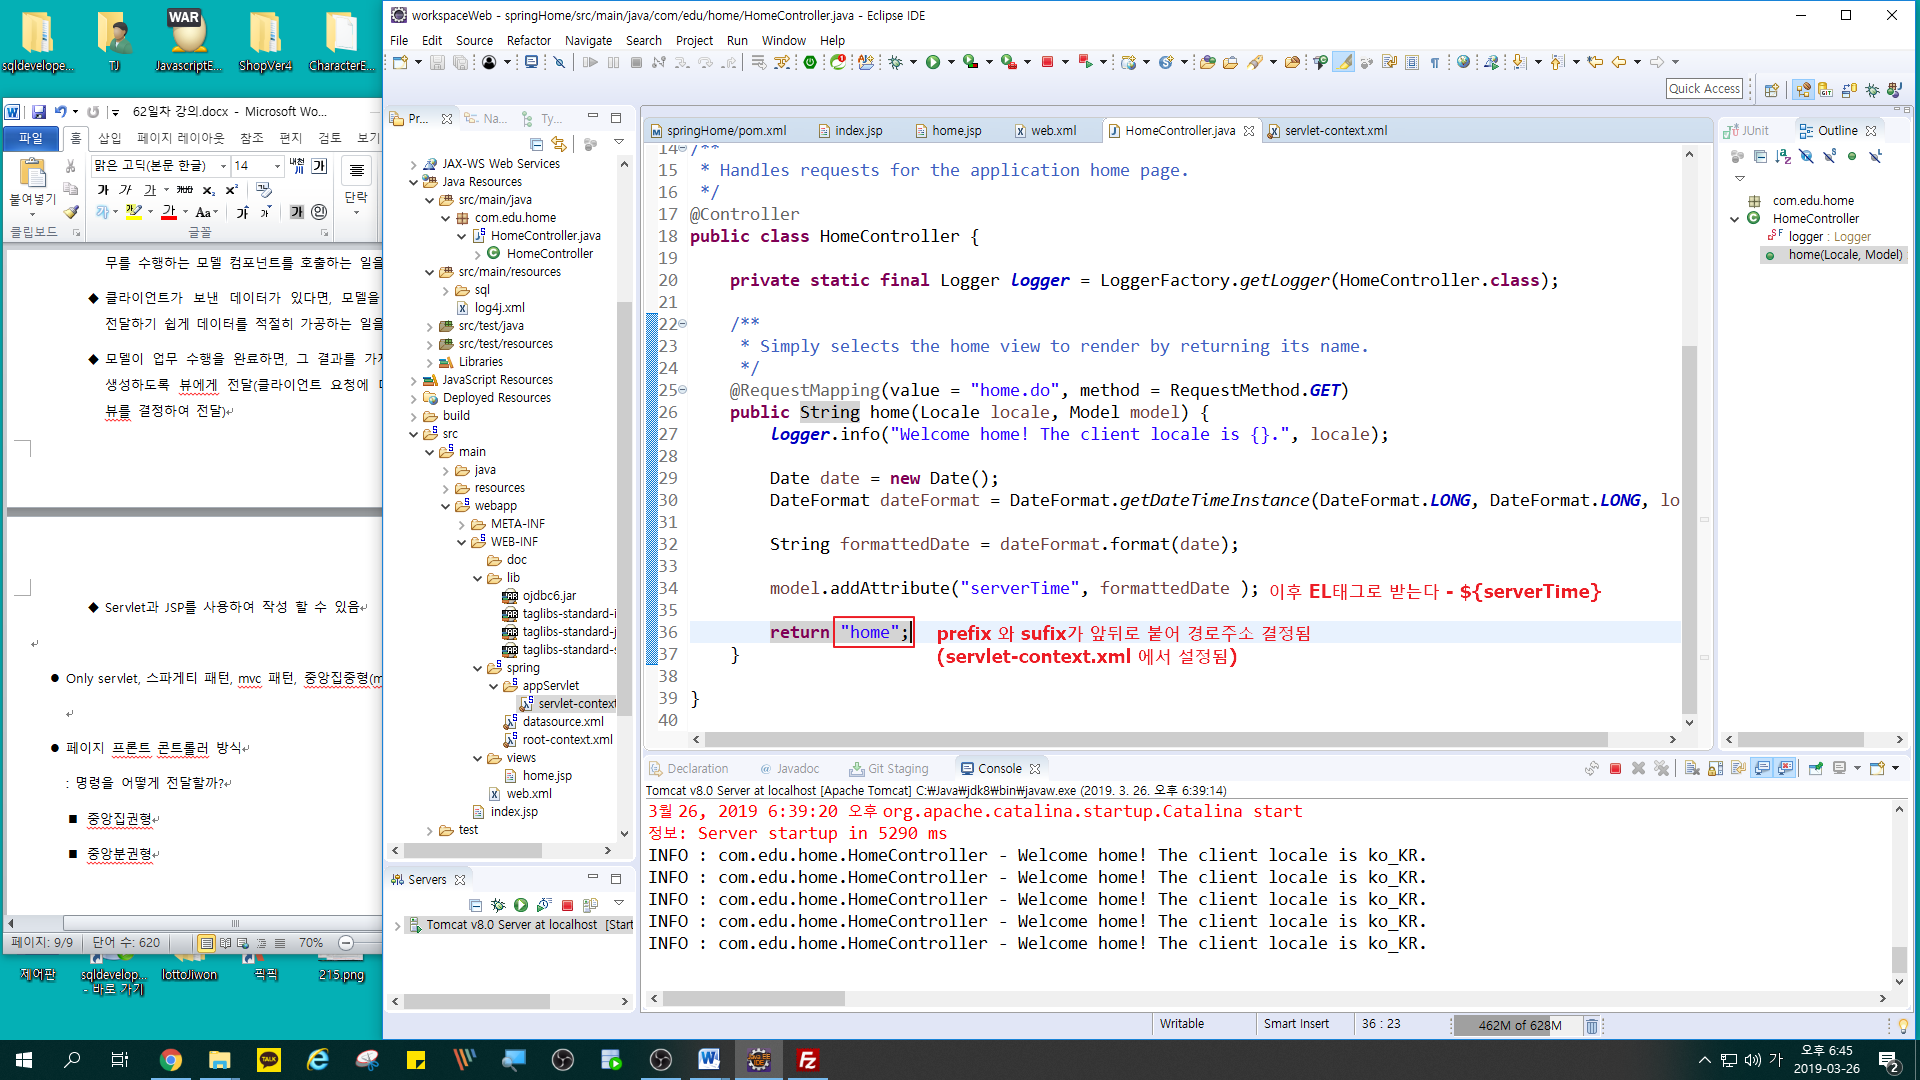 sqldevelope...
TJ
WAR
JavascriptE...
ShopVer4
CharacterE...
62일차 강의.docx - Microsoft Wo...
파일
홈
삽입
페이지 레이아웃
참조
편지
검토
보기
붙여넣기
클립보드
맑은 고딕(본문 한글)
14
글꼴
단락
무를 수행하는 모델 컴포넌트를 호출하는 일을
◆ 클라이언트가 보낸 데이터가 있다면, 모델을
전달하기 쉽게 데이터를 적절히 가공하는 일을
◆ 모델이 업무 수행을 완료하면, 그 결과를 가지
생성하도록 뷰에게 전달(클라이언트 요청에 대
뷰를 결정하여 전달)
◆ Servlet과 JSP를 사용하여 작성 할 수 있음
● Only servlet, 스파게티 패턴, mvc 패턴, 중앙집중형(m
● 페이지 프론트 콘트롤러 방식
: 명령을 어떻게 전달할까?
■ 중앙집권형
■ 중앙분권형
페이지: 9/9
단어 수: 620
70%
제어판
sqldevelop... - 바로 가기
lottoJiwon
픽픽
215.png
workspaceWeb - springHome/src/main/java/com/edu/home/HomeController.java - Eclipse IDE
File Edit Source Refactor Navigate Search Project Run Window Help
Quick Access
Pr...
Na...
Ty...
JAX-WS Web Services
Java Resources
src/main/java
com.edu.home
HomeController.java
HomeController
src/main/resources
sql
log4j.xml
src/test/java
src/test/resources
Libraries
JavaScript Resources
Deployed Resources
build
src
main
java
resources
webapp
META-INF
WEB-INF
doc
lib
ojdbc6.jar
taglibs-standard-i
taglibs-standard-j
taglibs-standard-s
spring
appServlet
servlet-context
datasource.xml
root-context.xml
views
home.jsp
web.xml
index.jsp
test
Servers
Tomcat v8.0 Server at localhost [Start
springHome/pom.xml
index.jsp
home.jsp
web.xml
HomeController.java
servlet-context.xml
14 /**
15 * Handles requests for the application home page.
16 */
17 @Controller
18 public class HomeController {
19
20 private static final Logger logger = LoggerFactory.getLogger(HomeController.class);
21
22 /**
23 * Simply selects the home view to render by returning its name.
24 */
25 @RequestMapping(value = "home.do", method = RequestMethod.GET)
26 public String home(Locale locale, Model model) {
27 logger.info("Welcome home! The client locale is {}.", locale);
28
29 Date date = new Date();
30 DateFormat dateFormat = DateFormat.getDateTimeInstance(DateFormat.LONG, DateFormat.LONG, lo
31
32 String formattedDate = dateFormat.format(date);
33
34 model.addAttribute("serverTime", formattedDate ); 이후 EL태그로 받는다 - ${serverTime}
35
36 return "home"; prefix 와 sufix가 앞뒤로 붙어 경로주소 결정됨
37 } (servlet-context.xml 에서 설정됨)
38
39 }
40
JUnit
Outline
com.edu.home
HomeController
logger : Logger
home(Locale, Model)
Declaration
@ Javadoc
Git Staging
Console
Tomcat v8.0 Server at localhost [Apache Tomcat] C:₩Java₩jdk8₩bin₩javaw.exe (2019. 3. 26. 오후 6:39:14)
3월 26, 2019 6:39:20 오후 org.apache.catalina.startup.Catalina start
정보: Server startup in 5290 ms
INFO : com.edu.home.HomeController - Welcome home! The client locale is ko_KR.
INFO : com.edu.home.HomeController - Welcome home! The client locale is ko_KR.
INFO : com.edu.home.HomeController - Welcome home! The client locale is ko_KR.
INFO : com.edu.home.HomeController - Welcome home! The client locale is ko_KR.
INFO : com.edu.home.HomeController - Welcome home! The client locale is ko_KR.
Writable
Smart Insert
36 : 23
462M of 628M
TALK
가
오후 6:45
2019-03-26
2